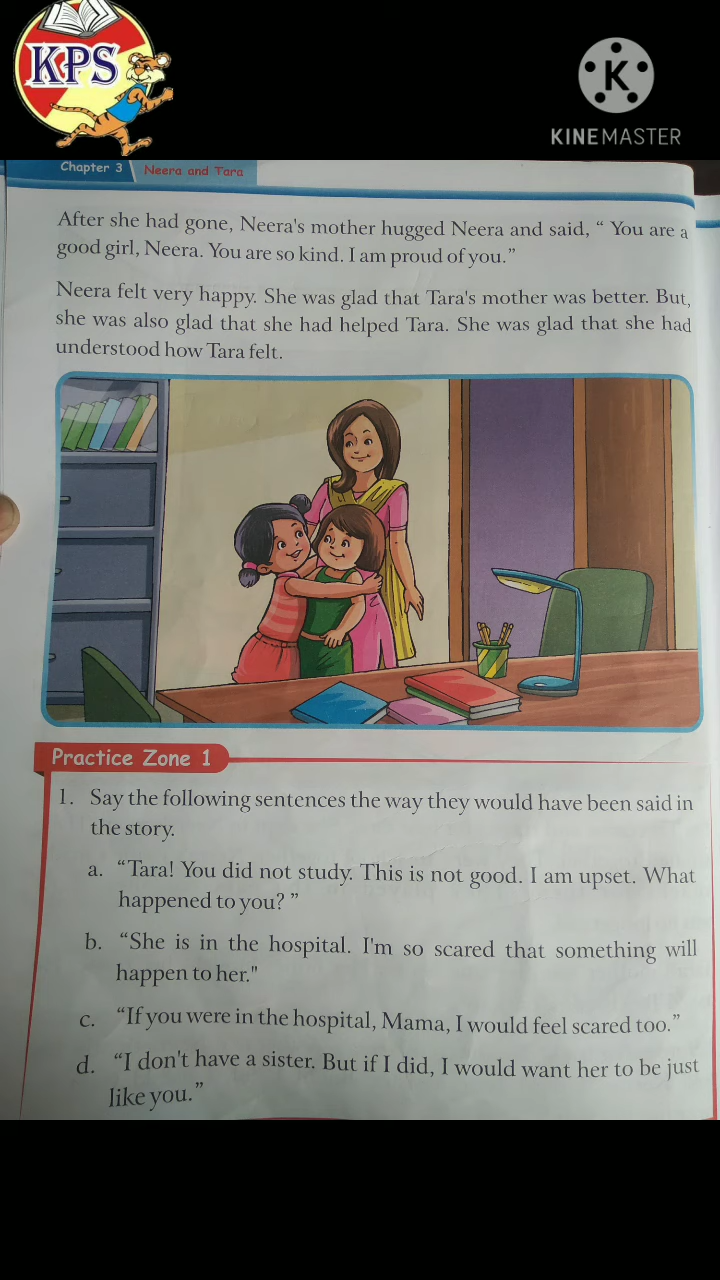 KPS
K
KINEMASTER
Chapter 3 Neera and Tara
After she had gone, Neera's mother hugged Neera and said, “ You are a
good girl, Neera. You are so kind. I am proud of you.”
Neera felt very happy. She was glad that Tara's mother was better. But,
she was also glad that she had helped Tara. She was glad that she had
understood how Tara felt.
Practice Zone 1
1. Say the following sentences the way they would have been said in
the story.
a. “Tara! You did not study. This is not good. I am upset. What
happened to you? ”
b. “She is in the hospital. I'm so scared that something will
happen to her."
c. “If you were in the hospital, Mama, I would feel scared too.”
d. “I don't have a sister. But if I did, I would want her to be just
like you.”